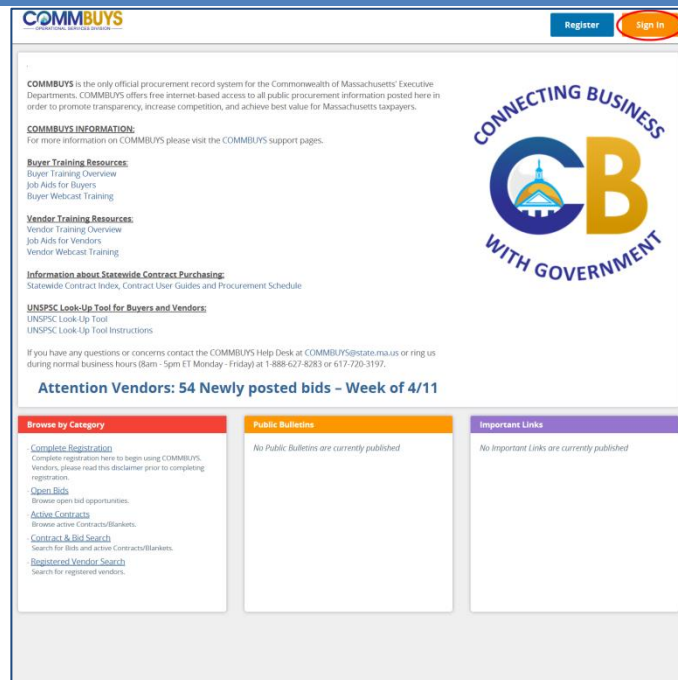 COMMBUYS
OPERATIONAL SERVICES DIVISION
Register
Sign In
COMMBUYS is the only official procurement record system for the Commonwealth of Massachusetts' Executive
Departments. COMMBUYS offers free internet-based access to all public procurement information posted here in
order to promote transparency, increase competition, and achieve best value for Massachusetts taxpayers.
COMMBUYS INFORMATION:
For more information on COMMBUYS please visit the COMMBUYS support pages.
Buyer Training Resources:
Buyer Training Overview
Job Aids for Buyers
Buyer Webcast Training
Vendor Training Resources:
Vendor Training Overview
Job Aids for Vendors
Vendor Webcast Training
Information about Statewide Contract Purchasing:
Statewide Contract Index, Contract User Guides and Procurement Schedule
UNSPSC Look-Up Tool for Buyers and Vendors:
UNSPSC Look-Up Tool
UNSPSC Look-Up Tool Instructions
If you have any questions or concerns contact the COMMBUYS Help Desk at COMMBUYS@state.ma.us or ring us
during normal business hours (8am - 5pm ET Monday - Friday) at 1-888-627-8283 or 617-720-3197.
CONNECTING BUSINESS
CB
WITH GOVERNMENT
Attention Vendors: 54 Newly posted bids – Week of 4/11
Browse by Category
Complete Registration
Complete registration here to begin using COMMBUYS.
Vendors, please read this disclaimer prior to completing
registration.
Open Bids
Browse open bid opportunities.
Active Contracts
Browse active Contracts/Blankets.
Contract & Bid Search
Search for Bids and active Contracts/Blankets.
Registered Vendor Search
Search for registered vendors.
Public Bulletins
No Public Bulletins are currently published
Important Links
No Important Links are currently published